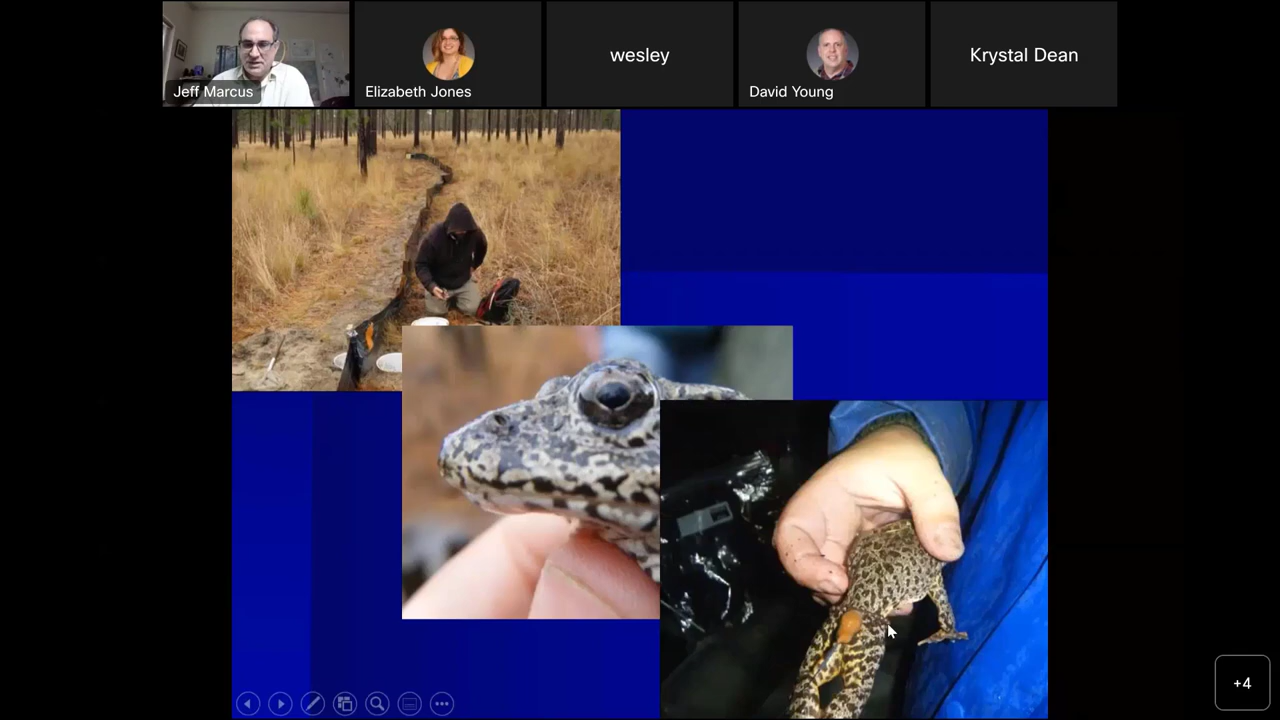 Jeff Marcus
Elizabeth Jones
wesley
David Young
Krystal Dean
+4